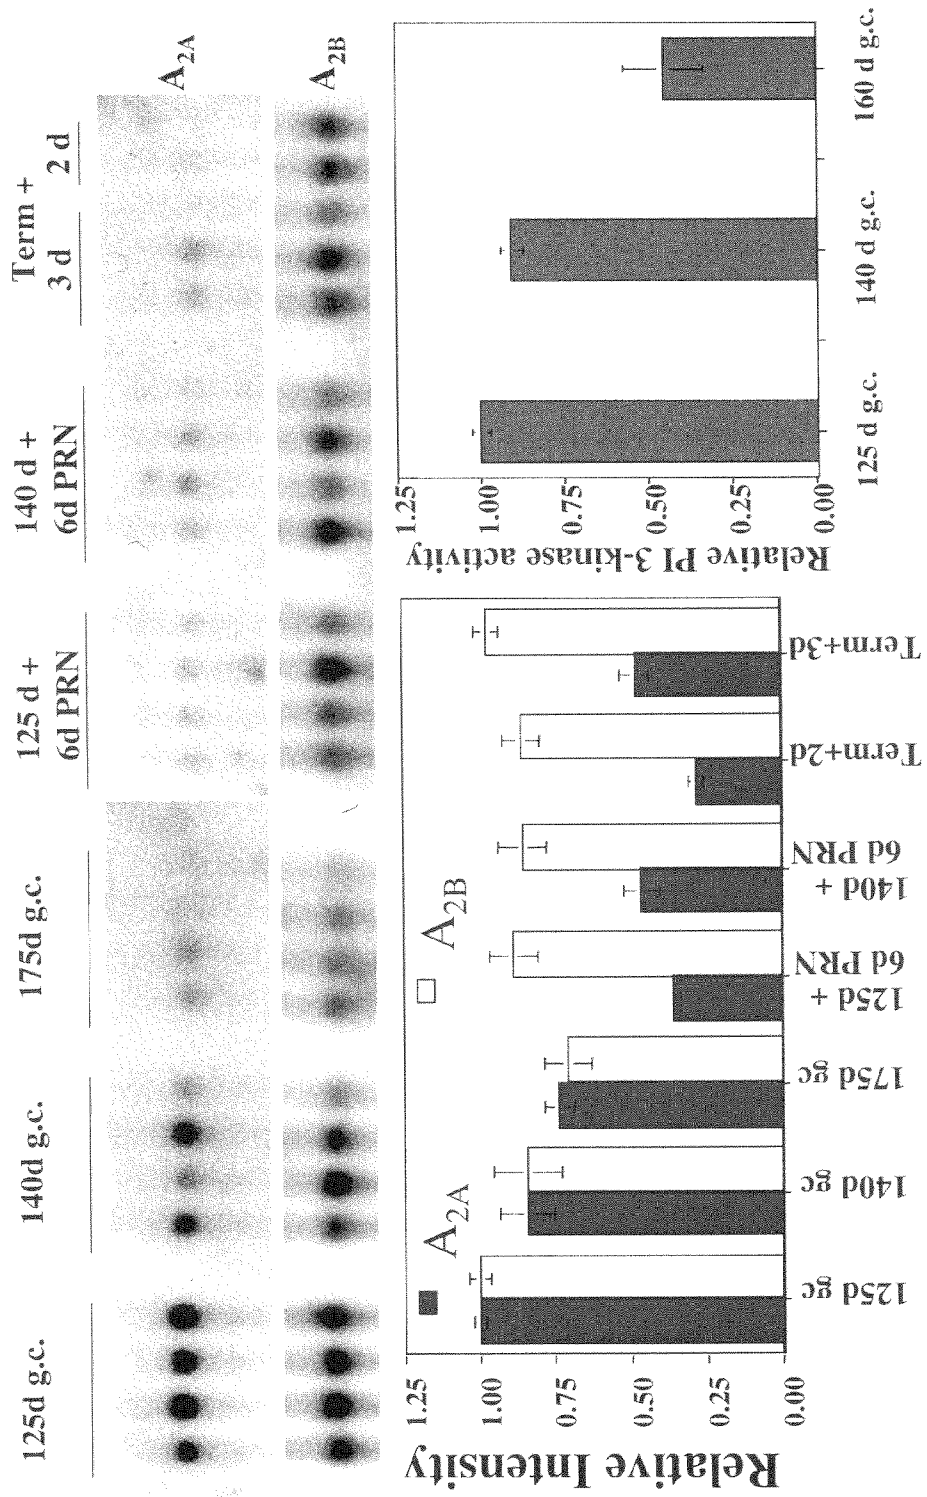 125d g.c.
140d g.c.
175d g.c.
125 d +
6d PRN
140 d +
6d PRN
Term +
3 d
2 d
A2A
A2B
Relative Intensity
1.25
1.00
0.75
0.50
0.25
0.00
A2A
A2B
125d gc
140d gc
175d gc
125d +
6d PRN
140d +
6d PRN
Term+2d
Term+3d
Relative PI 3-kinase activity
1.25
1.00
0.75
0.50
0.25
0.00
125 d g.c.
140 d g.c.
160 d g.c.